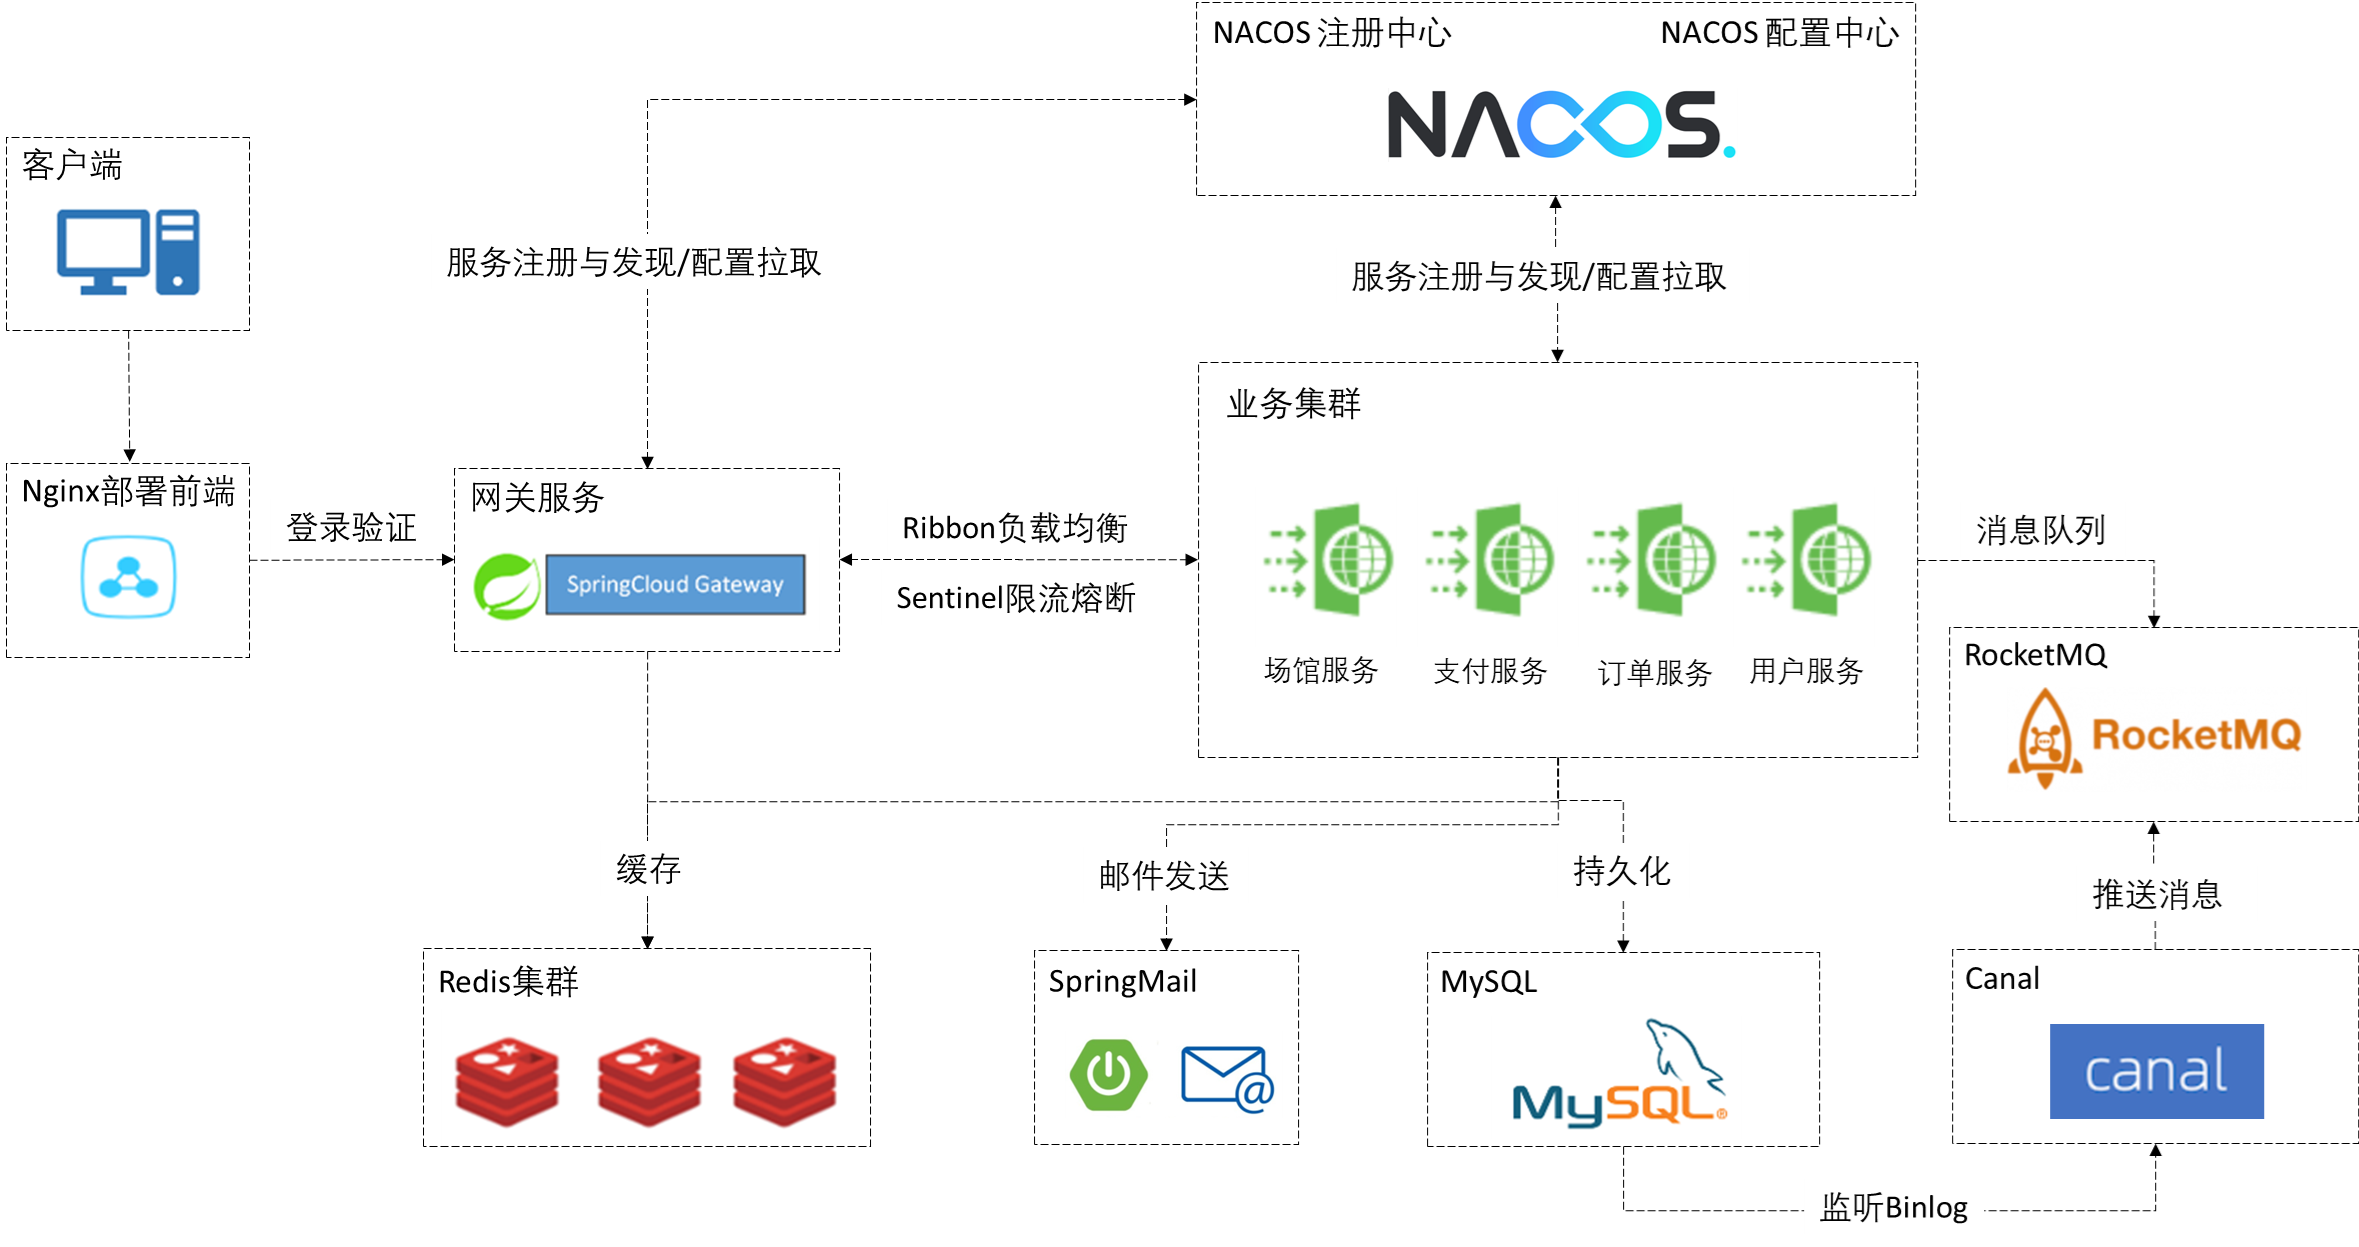 NACOS 注册中心
NACOS 配置中心
NACOS.
客户端
服务注册与发现/配置拉取
服务注册与发现/配置拉取
业务集群
Nginx部署前端
登录验证
网关服务
SpringCloud Gateway
Ribbon负载均衡
Sentinel限流熔断
场馆服务
支付服务
订单服务
用户服务
消息队列
RocketMQ
RocketMQ
缓存
邮件发送
持久化
推送消息
Redis集群
SpringMail
@
MySQL
MySQL®
Canal
canal
监听Binlog